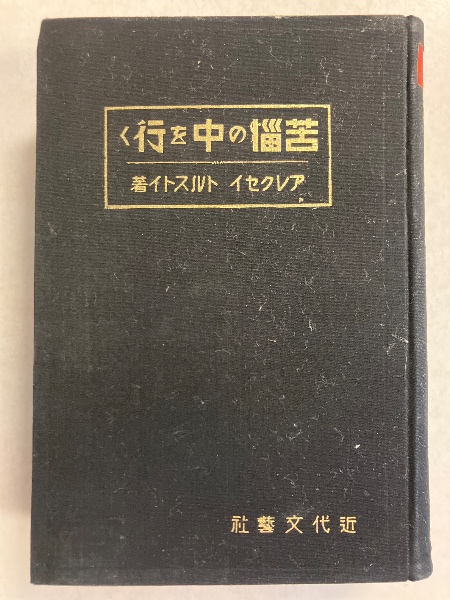 苦惱の中を行く
アレクセイ トルストイ著
近代文藝社